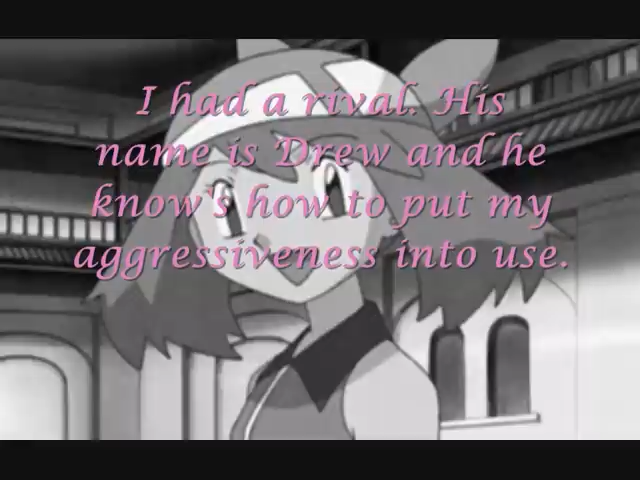 I had a rival. His
name is Drew and he
know's how to put my
aggressiveness into use.